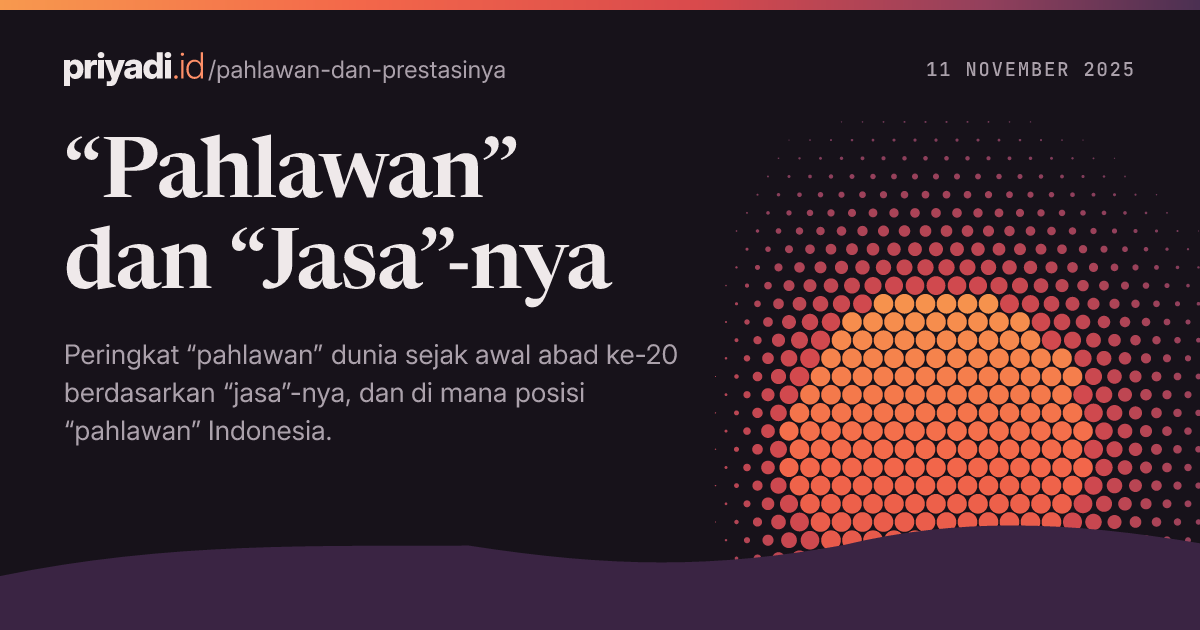 priyadi.id/pahlawan-dan-prestasinya
11 NOVEMBER 2025
“Pahlawan”
dan “Jasa”-nya
Peringkat “pahlawan” dunia sejak awal abad ke-20
berdasarkan “jasa”-nya, dan di mana posisi
“pahlawan” Indonesia.